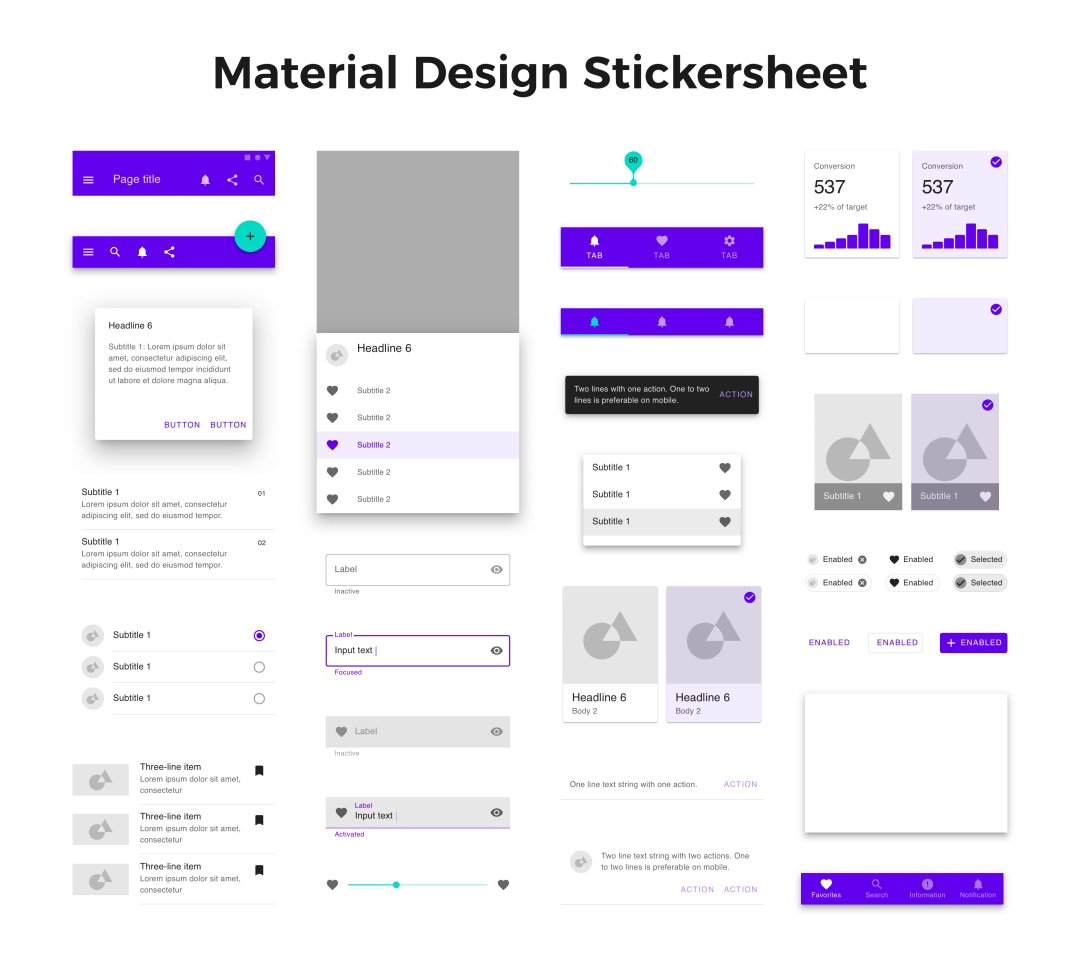 Material Design Stickersheet
Page title
Headline 6
Subtitle 1: Lorem ipsum dolor sit
amet, consectetur adipiscing elit,
sed do eiusmod tempor incididunt
ut labore et dolore magna aliqua.
BUTTON BUTTON
Subtitle 1 01
Lorem ipsum dolor sit amet, consectetur
adipiscing elit, sed do eiusmod tempor.
Subtitle 1 02
Lorem ipsum dolor sit amet, consectetur
adipiscing elit, sed do eiusmod tempor.
Subtitle 1
Subtitle 1
Subtitle 1
Three-line item
Lorem ipsum dolor sit amet,
consectetur
Three-line item
Lorem ipsum dolor sit amet,
consectetur
Three-line item
Lorem ipsum dolor sit amet,
consectetur
Headline 6
Subtitle 2
Subtitle 2
Subtitle 2
Subtitle 2
Subtitle 2
Label
Inactive
Label
Input text
Focused
Label
Inactive
Label
Input text
Activated
60
TAB TAB TAB
Two lines with one action. One to two
lines is preferable on mobile.
ACTION
Subtitle 1
Subtitle 1
Subtitle 1
Headline 6
Body 2
Headline 6
Body 2
One line text string with one action. ACTION
Two line text string with two actions. One
to two lines is preferable on mobile.
ACTION ACTION
Conversion
537
+22% of target
Conversion
537
+22% of target
Subtitle 1 Subtitle 1
Enabled Enabled Selected
Enabled Enabled Selected
ENABLED ENABLED + ENABLED
Favorites Search Information Notification